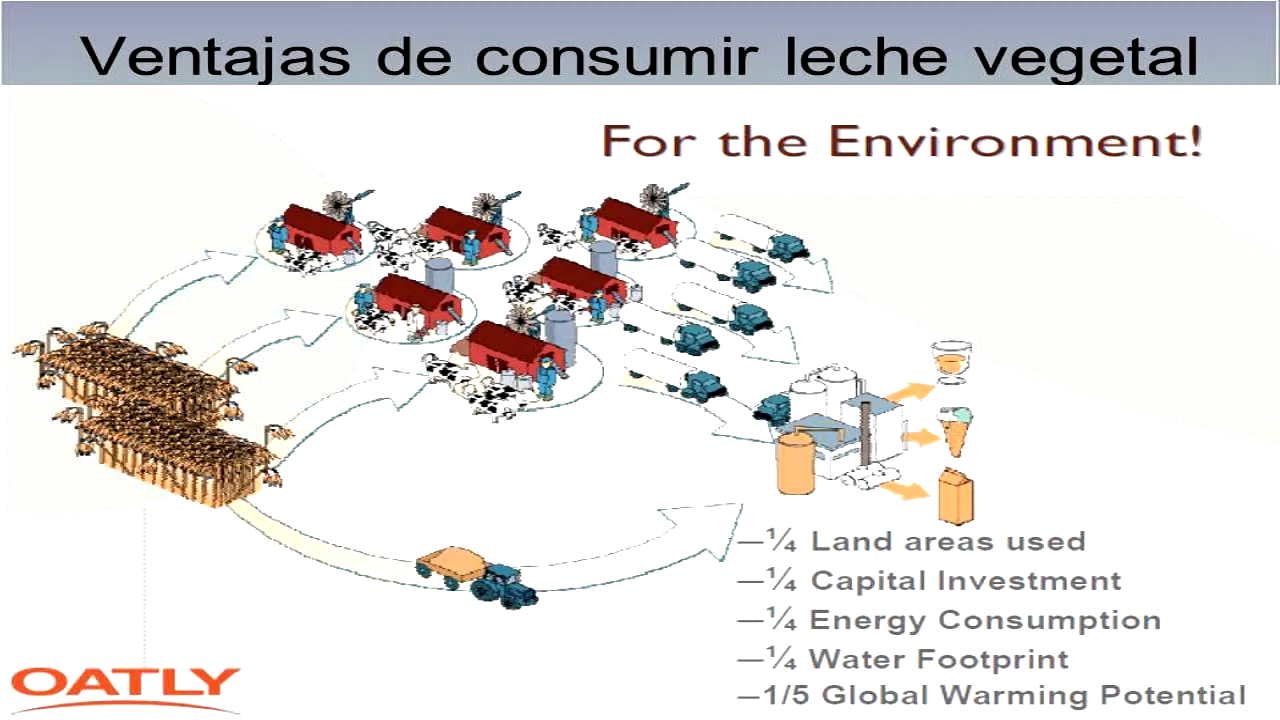 Ventajas de consumir leche vegetal
For the Environment!
—¼ Land areas used
—¼ Capital Investment
—¼ Energy Consumption
—¼ Water Footprint
—1/5 Global Warming Potential
OATLY